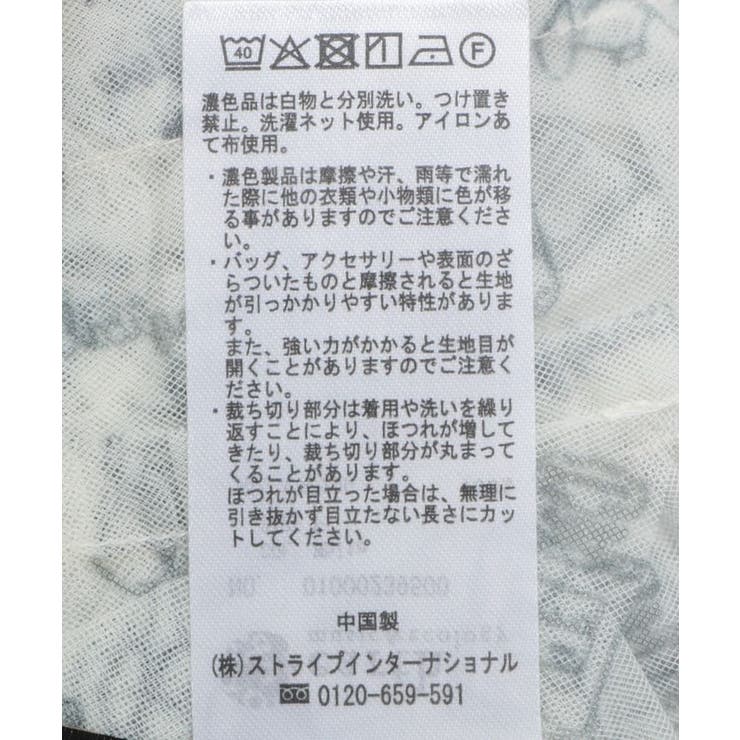 40 F
濃色品は白物と分別洗い。つけ置き
禁止。洗濯ネット使用。アイロンあ
て布使用。
・濃色製品は摩擦や汗、雨等で濡れ
た際に他の衣類や小物類に色が移
る事がありますのでご注意くださ
い。
・バッグ、アクセサリーや表面のざ
らついたものと摩擦されると生地
が引っかかりやすい特性がありま
す。
また、強い力がかかると生地目が
開くことがありますのでご注意く
ださい。
・裁ち切り部分は着用や洗いを繰り
返すことにより、ほつれが増して
きたり、裁ち切り部分が丸まって
くることがあります。
ほつれが目立った場合は、無理に
引き抜かず目立たない長さにカッ
トしてください。
NO. 01000239900
中国製
(株)ストライプインターナショナル
0120-659-591